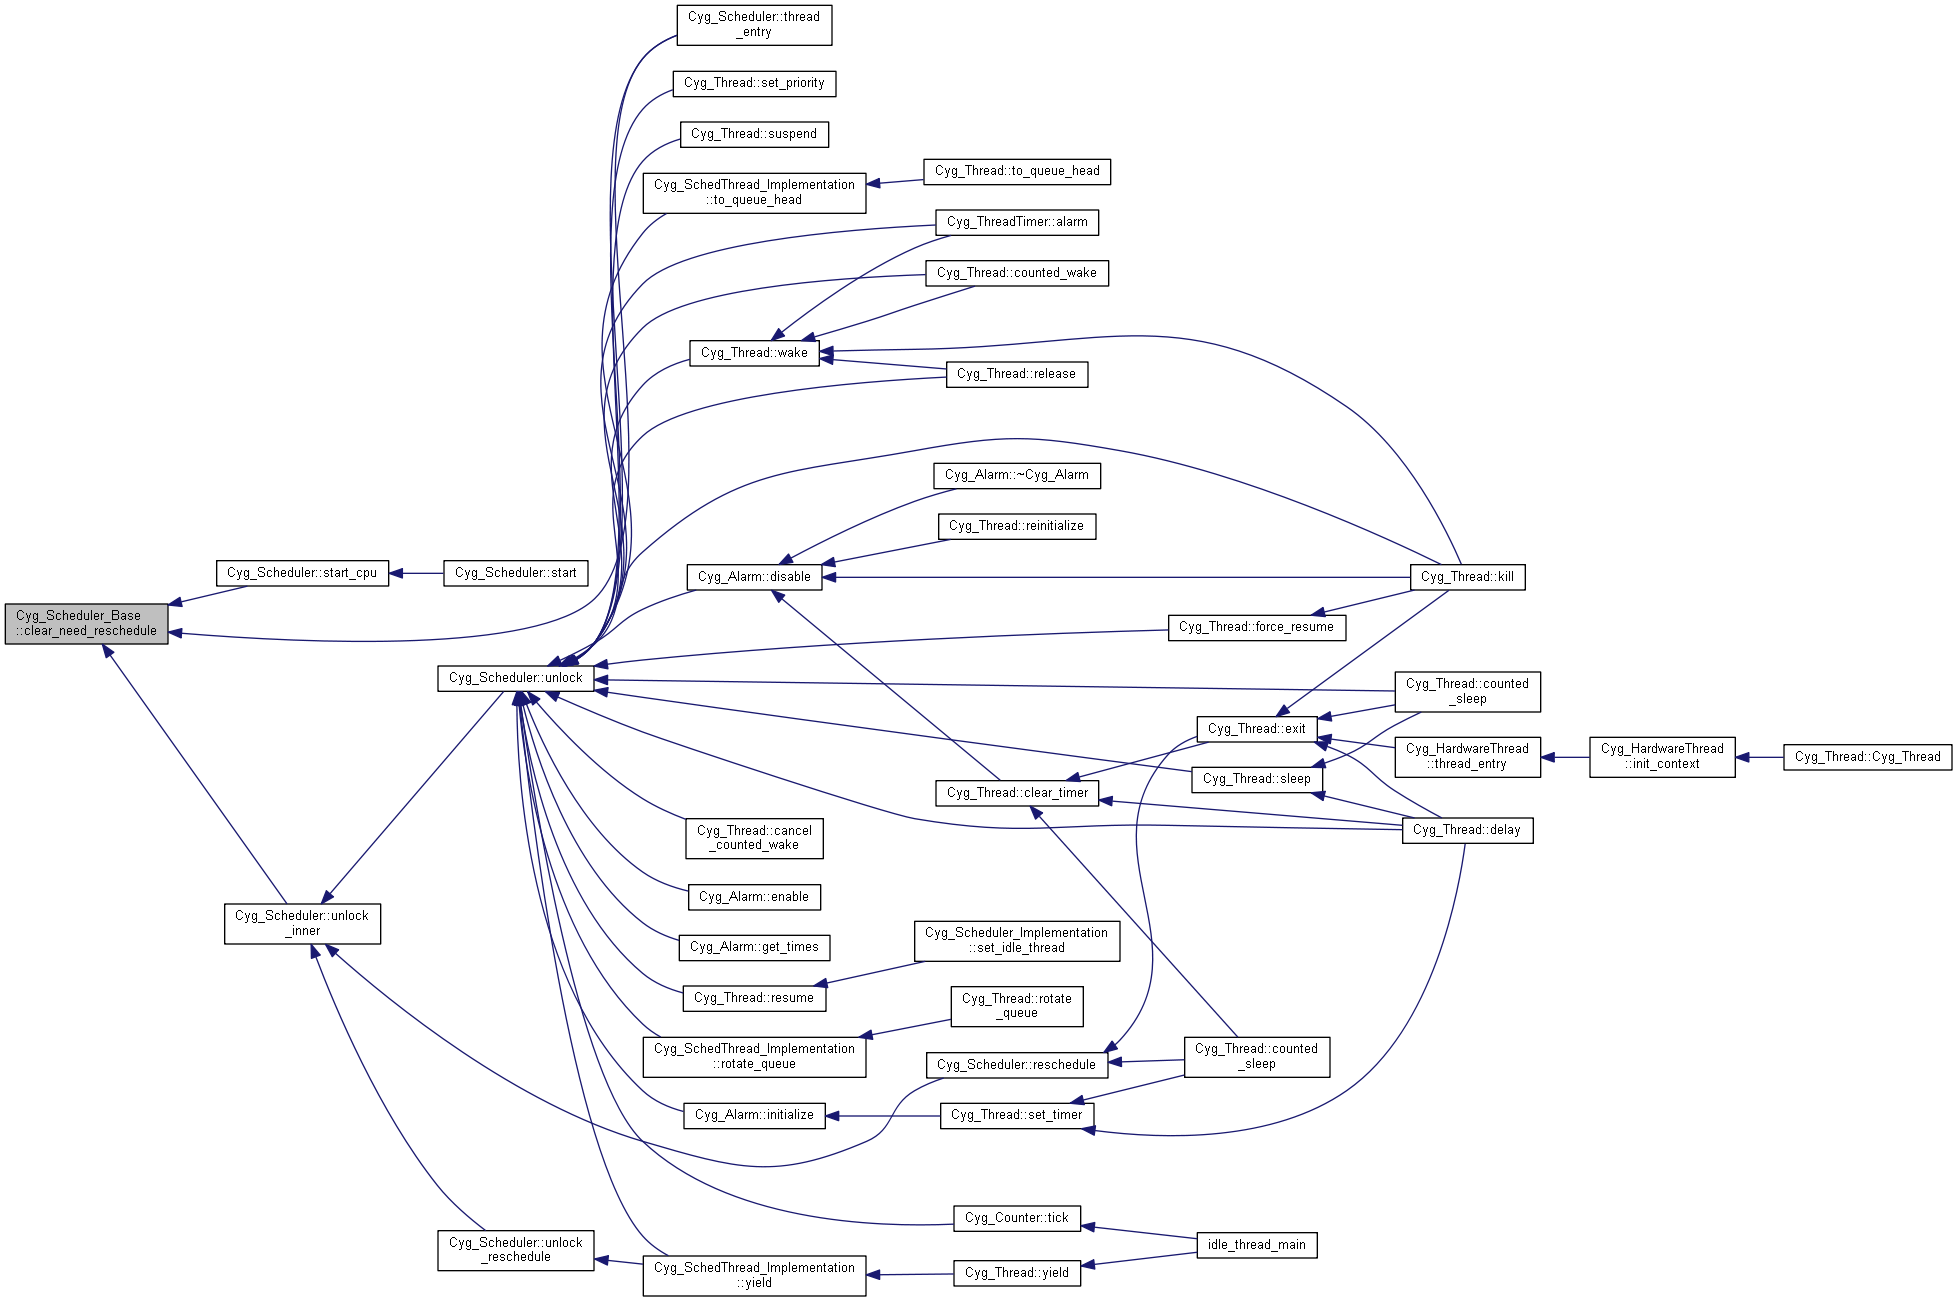 Cyg_Scheduler::thread
_entry
Cyg_Thread::set_priority
Cyg_Thread::suspend
Cyg_SchedThread_Implementation
::to_queue_head
Cyg_Thread::to_queue_head
Cyg_ThreadTimer::alarm
Cyg_Thread::counted_wake
Cyg_Thread::wake
Cyg_Thread::release
Cyg_Alarm::~Cyg_Alarm
Cyg_Thread::reinitialize
Cyg_Scheduler::start_cpu
Cyg_Scheduler::start
Cyg_Alarm::disable
Cyg_Thread::kill
Cyg_Scheduler_Base
::clear_need_reschedule
Cyg_Thread::force_resume
Cyg_Scheduler::unlock
Cyg_Thread::counted
_sleep
Cyg_Thread::exit
Cyg_HardwareThread
::thread_entry
Cyg_HardwareThread
::init_context
Cyg_Thread::Cyg_Thread
Cyg_Thread::sleep
Cyg_Thread::clear_timer
Cyg_Thread::delay
Cyg_Thread::cancel
_counted_wake
Cyg_Alarm::enable
Cyg_Scheduler::unlock
_inner
Cyg_Alarm::get_times
Cyg_Scheduler_Implementation
::set_idle_thread
Cyg_Thread::resume
Cyg_Thread::rotate
_queue
Cyg_SchedThread_Implementation
::rotate_queue
Cyg_Scheduler::reschedule
Cyg_Thread::counted
_sleep
Cyg_Alarm::initialize
Cyg_Thread::set_timer
Cyg_Counter::tick
Cyg_Scheduler::unlock
_reschedule
idle_thread_main
Cyg_SchedThread_Implementation
::yield
Cyg_Thread::yield